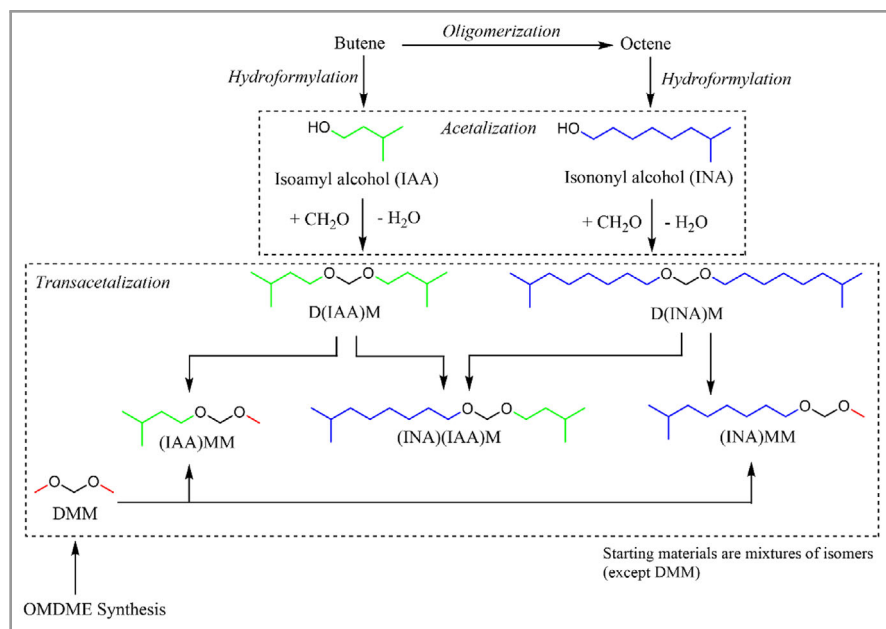 Butene
Oligomerization
Octene
Hydroformylation
Hydroformylation
HO
Acetalization
HO
Isoamyl alcohol (IAA)
Isononyl alcohol (INA)
+ CH₂O
- H₂O
+ CH₂O
- H₂O
Transacetalization
O
O
O
O
D(IAA)M
D(INA)M
O
O
O
O
O
O
(IAA)MM
(INA)(IAA)M
(INA)MM
O
O
DMM
Starting materials are mixtures of isomers
(except DMM)
OMDME Synthesis